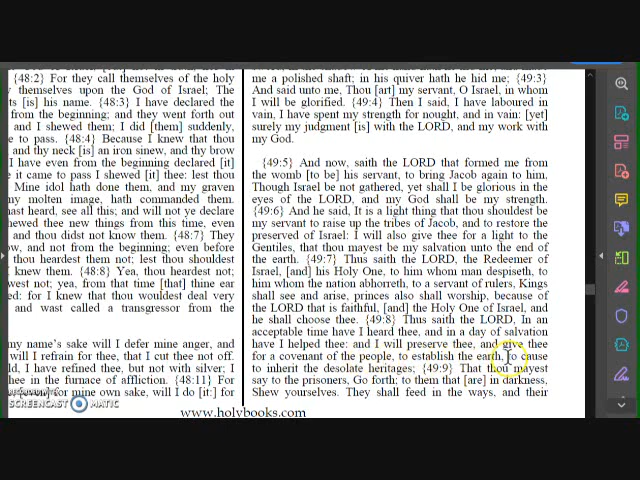 {48:2} For they call themselves of the holy
themselves upon the God of Israel; The
[is] his name. {48:3} I have declared the
from the beginning; and they went forth out
and I shewed them; I did [them] suddenly,
to pass. {48:4} Because I knew that thou
and thy neck [is] an iron sinew, and thy brow
I have even from the beginning declared [it]
it came to pass I shewed [it] thee: lest thou
Mine idol hath done them, and my graven
my molten image, hath commanded them.
hast heard, see all this; and will not ye declare
shewed thee new things from this time, even
and thou didst not know them. {48:7} They
now, and not from the beginning; even before
thou heardest them not; lest thou shouldest
I knew them. {48:8} Yea, thou heardest not;
west not; yea, from that time [that] thine ear
ed: for I knew that thou wouldest deal very
and wast called a transgressor from the
my name's sake will I defer mine anger, and
will I refrain for thee, that I cut thee not off.
ld, I have refined thee, but not with silver; I
thee in the furnace of affliction. {48:11} For
for mine own sake, will I do [it:] for
me a polished shaft; in his quiver hath he hid me; {49:3}
And said unto me, Thou [art] my servant, O Israel, in whom
I will be glorified. {49:4} Then I said, I have laboured in
vain, I have spent my strength for nought, and in vain: [yet]
surely my judgment [is] with the LORD, and my work with
my God.
{49:5} And now, saith the LORD that formed me from
the womb [to be] his servant, to bring Jacob again to him,
Though Israel be not gathered, yet shall I be glorious in the
eyes of the LORD, and my God shall be my strength.
{49:6} And he said, It is a light thing that thou shouldest be
my servant to raise up the tribes of Jacob, and to restore the
preserved of Israel: I will also give thee for a light to the
Gentiles, that thou mayest be my salvation unto the end of
the earth. {49:7} Thus saith the LORD, the Redeemer of
Israel, [and] his Holy One, to him whom man despiseth, to
him whom the nation abhorreth, to a servant of rulers, Kings
shall see and arise, princes also shall worship, because of
the LORD that is faithful, [and] the Holy One of Israel, and
he shall choose thee. {49:8} Thus saith the LORD, In an
acceptable time have I heard thee, and in a day of salvation
have I helped thee: and I will preserve thee, and give thee
for a covenant of the people, to establish the earth, to cause
to inherit the desolate heritages; {49:9} That thou mayest
say to the prisoners, Go forth; to them that [are] in darkness,
Shew yourselves. They shall feed in the ways, and their
www.holybooks.com
SCREENCAST MATIC